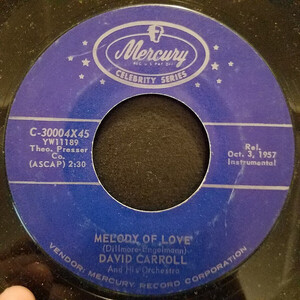 Mercury
CELEBRITY SERIES
C-30004X45
YW11189
Theo. Presser
Co.
(ASCAP) 2:30
Rel.
Oct. 3, 1957
Instrumental
MELODY OF LOVE
(Dillmore-Engelmann)
DAVID CARROLL
And His Orchestra
VENDOR: MERCURY RECORD CORPORATION